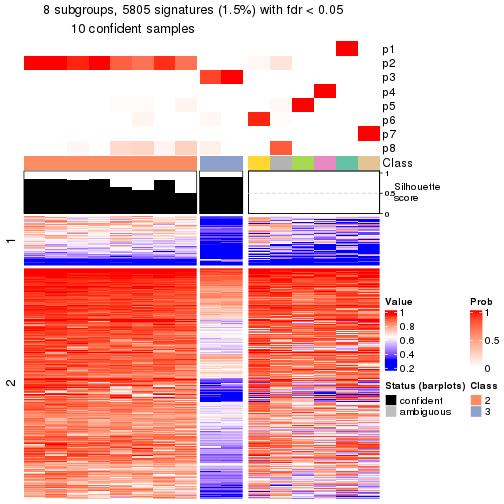 8 subgroups, 5805 signatures (1.5%) with fdr < 0.05
10 confident samples
p1
p2
p3
p4
p5
p6
p7
p8
Class
1
0.5
0
Silhouette
score
1
2
Value
1
0.8
0.6
0.4
0.2
Prob
1
0.5
0
Status (barplots)
confident
ambiguous
Class
2
3